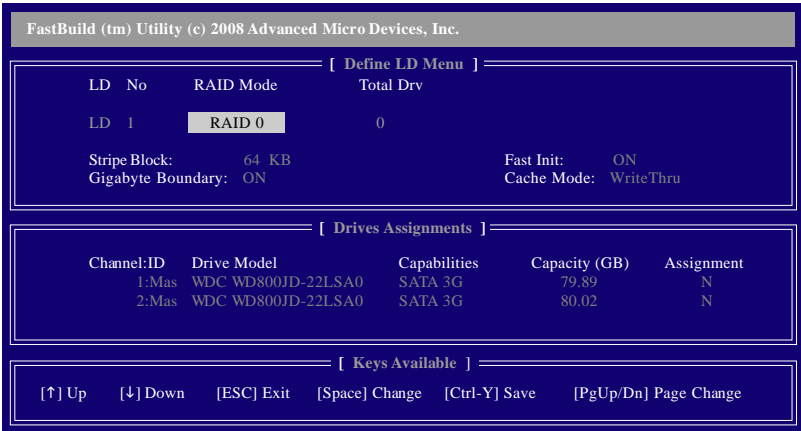 FastBuild (tm) Utility (c) 2008 Advanced Micro Devices, Inc.
[ Define LD Menu ]
LD No RAID Mode Total Drv
LD 1 RAID 0 0
Stripe Block: 64 KB Fast Init: ON
Gigabyte Boundary: ON Cache Mode: WriteThru
[ Drives Assignments ]
Channel:ID Drive Model Capabilities Capacity (GB) Assignment
1:Mas WDC WD800JD-22LSA0 SATA 3G 79.89 N
2:Mas WDC WD800JD-22LSA0 SATA 3G 80.02 N
[ Keys Available ]
[↑] Up [↓] Down [ESC] Exit [Space] Change [Ctrl-Y] Save [PgUp/Dn] Page Change